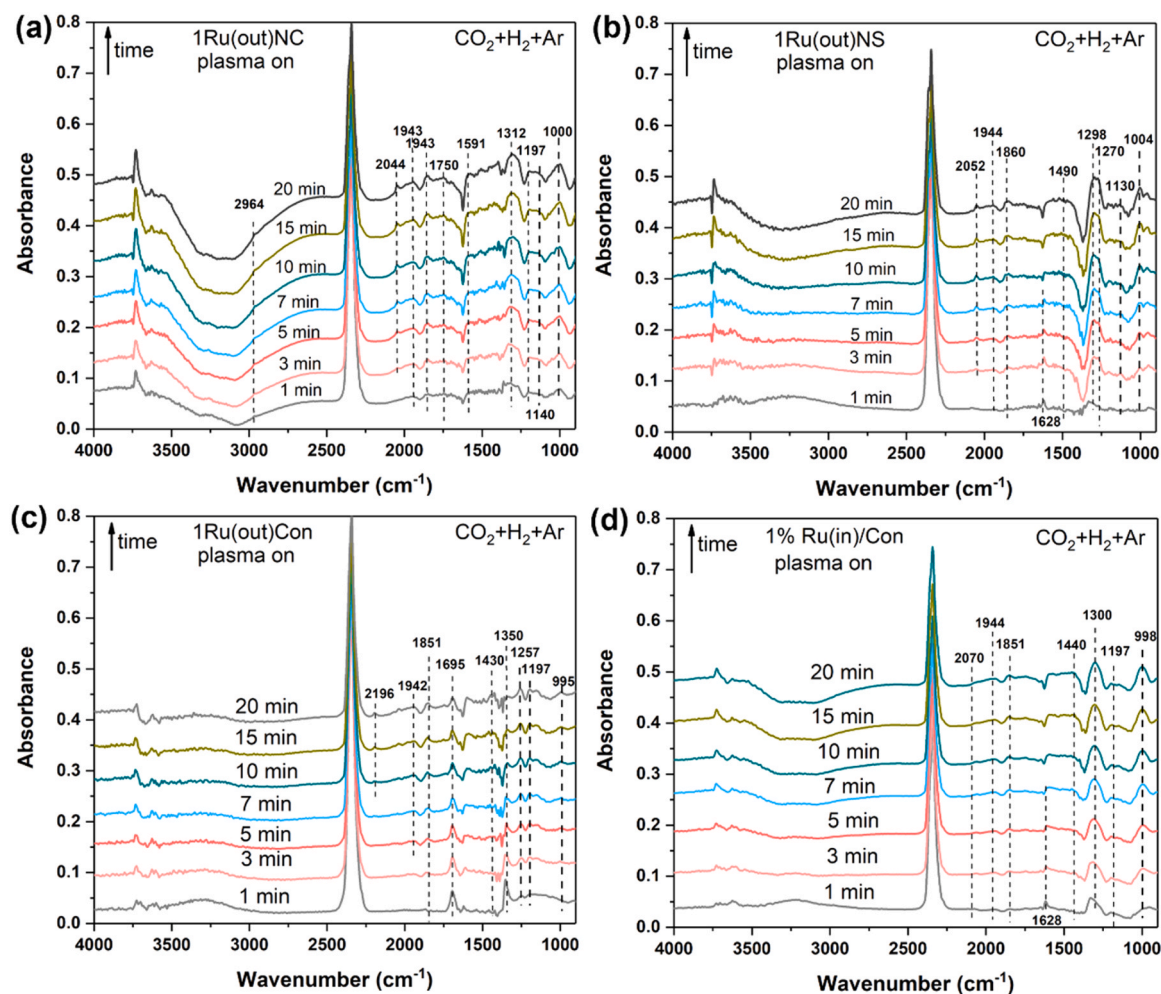 (a)
time
1Ru(out)NC
plasma on
CO2+H2+Ar
Absorbance
0.8
0.7
0.6
0.5
0.4
0.3
0.2
0.1
0.0
2964
2044
1943
1943
1750
1591
1312
1197
1000
1140
20 min
15 min
10 min
7 min
5 min
3 min
1 min
4000 3500 3000 2500 2000 1500 1000
Wavenumber (cm-1)
(b)
time
1Ru(out)NS
plasma on
CO2+H2+Ar
Absorbance
0.8
0.7
0.6
0.5
0.4
0.3
0.2
0.1
0.0
2052
1944
1860
1490
1298
1270
1130
1004
1628
20 min
15 min
10 min
7 min
5 min
3 min
1 min
4000 3500 3000 2500 2000 1500 1000
Wavenumber (cm-1)
(c)
time
1Ru(out)Con
plasma on
CO2+H2+Ar
Absorbance
0.8
0.7
0.6
0.5
0.4
0.3
0.2
0.1
0.0
2196
1942
1851
1695
1430
1350
1257
1197
995
20 min
15 min
10 min
7 min
5 min
3 min
1 min
4000 3500 3000 2500 2000 1500 1000
Wavenumber (cm-1)
(d)
time
1% Ru(in)/Con
plasma on
CO2+H2+Ar
Absorbance
0.8
0.7
0.6
0.5
0.4
0.3
0.2
0.1
0.0
2070
1944
1851
1440
1300
1197
998
1628
20 min
15 min
10 min
7 min
5 min
3 min
1 min
4000 3500 3000 2500 2000 1500 1000
Wavenumber (cm-1)